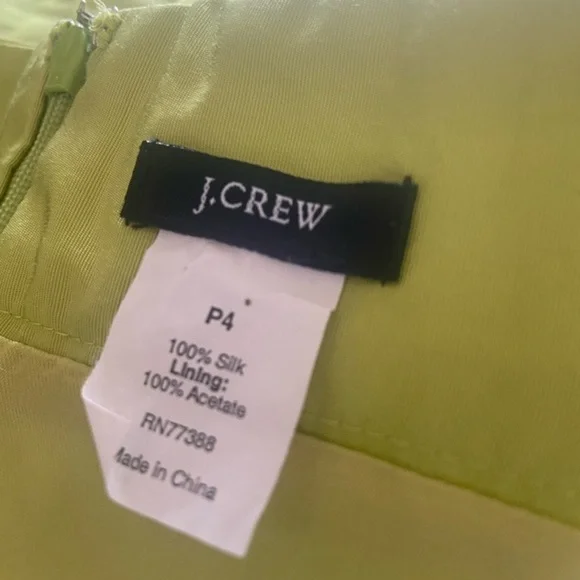 J.CREW
P4
100% Silk
Lining:
100% Acetate
RN77388
Made in China